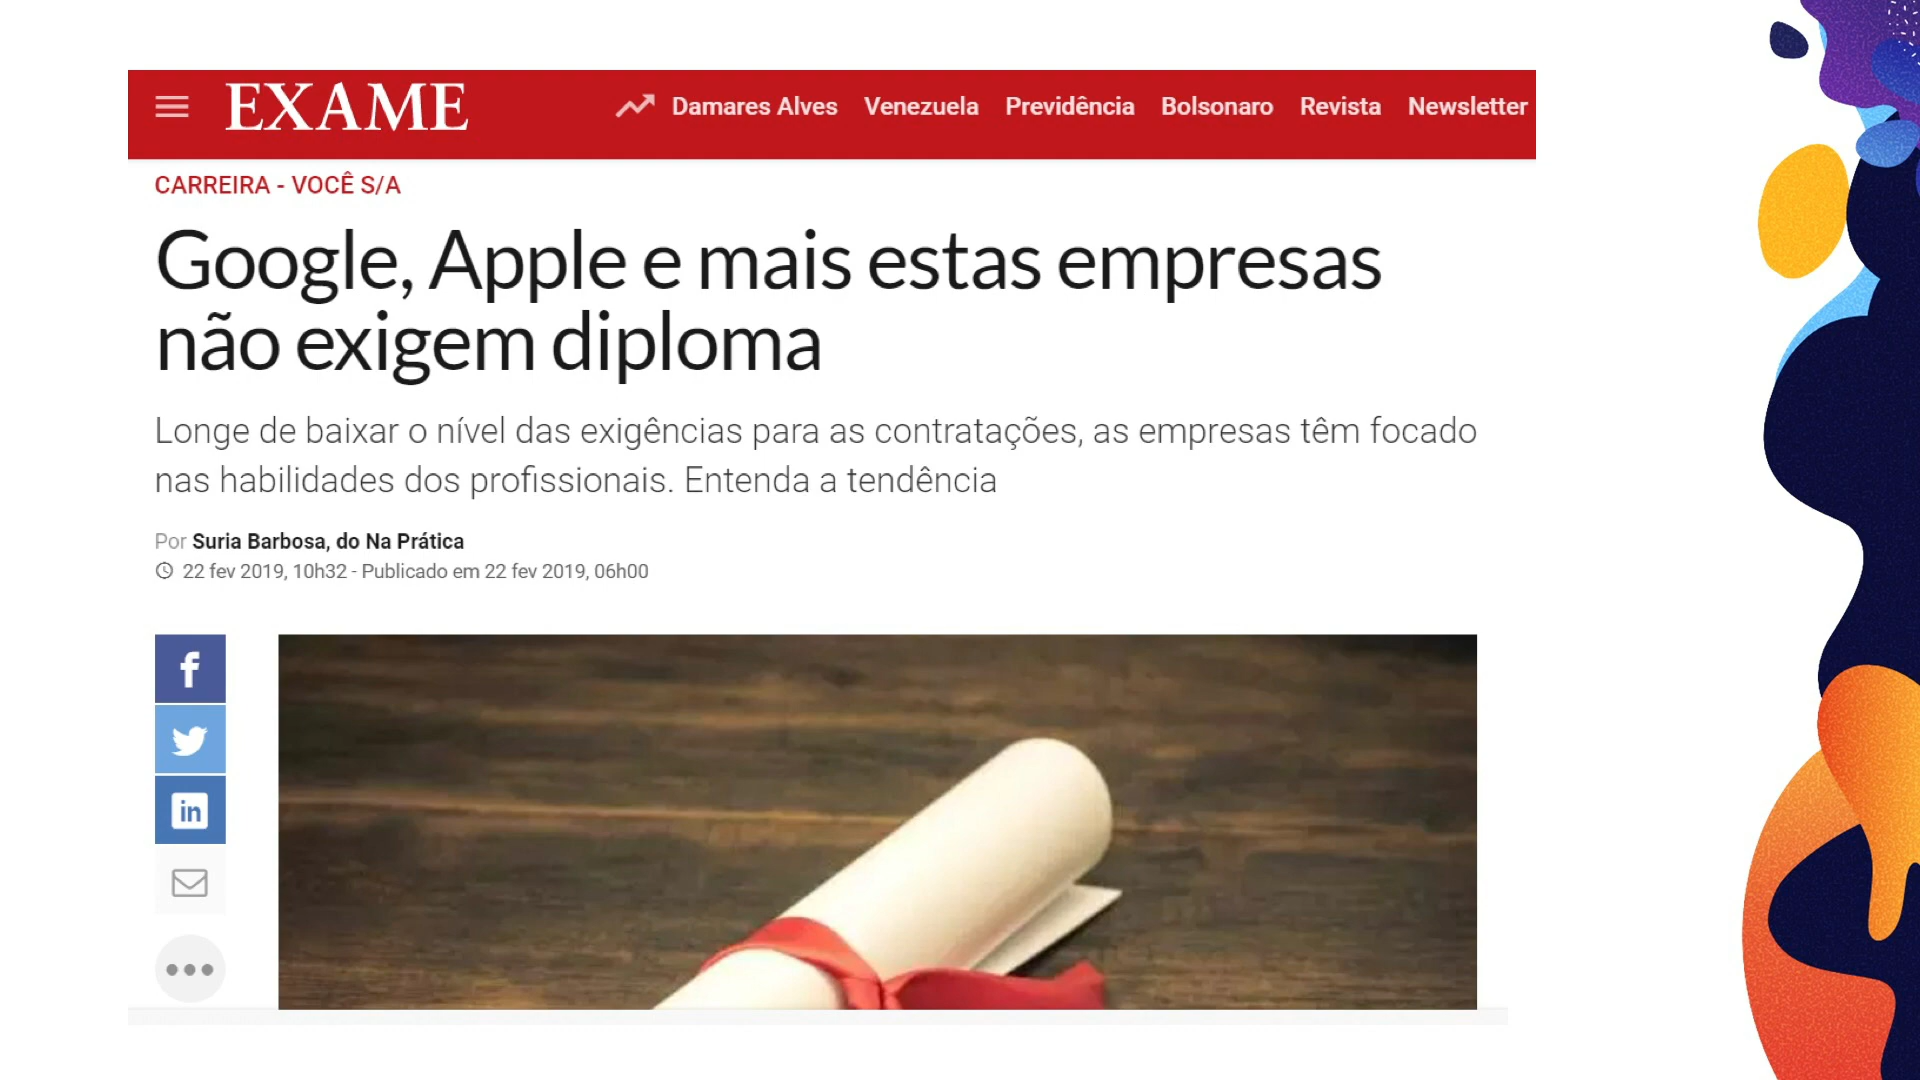 EXAME
Damares Alves Venezuela Previdência Bolsonaro Revista Newsletter
CARREIRA - VOCÊ S/A
Google, Apple e mais estas empresas
não exigem diploma
Longe de baixar o nível das exigências para as contratações, as empresas têm focado
nas habilidades dos profissionais. Entenda a tendência
Por Suria Barbosa, do Na Prática
22 fev 2019, 10h32 - Publicado em 22 fev 2019, 06h00